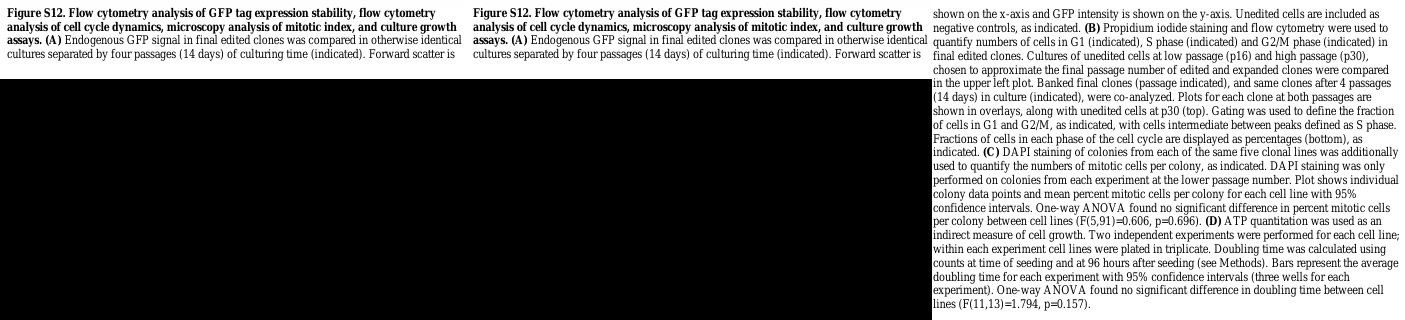 Figure S12. Flow cytometry analysis of GFP tag expression stability, flow cytometry
analysis of cell cycle dynamics, microscopy analysis of mitotic index, and culture growth
assays. (A) Endogenous GFP signal in final edited clones was compared in otherwise identical
cultures separated by four passages (14 days) of culturing time (indicated). Forward scatter is
Figure S12. Flow cytometry analysis of GFP tag expression stability, flow cytometry
analysis of cell cycle dynamics, microscopy analysis of mitotic index, and culture growth
assays. (A) Endogenous GFP signal in final edited clones was compared in otherwise identical
cultures separated by four passages (14 days) of culturing time (indicated). Forward scatter is
shown on the x-axis and GFP intensity is shown on the y-axis. Unedited cells are included as
negative controls, as indicated. (B) Propidium iodide staining and flow cytometry were used to
quantify numbers of cells in G1 (indicated), S phase (indicated) and G2/M phase (indicated) in
final edited clones. Cultures of unedited cells at low passage (p16) and high passage (p30),
chosen to approximate the final passage number of edited and expanded clones were compared
in the upper left plot. Banked final clones (passage indicated), and same clones after 4 passages
(14 days) in culture (indicated), were co-analyzed. Plots for each clone at both passages are
shown in overlays, along with unedited cells at p30 (top). Gating was used to define the fraction
of cells in G1 and G2/M, as indicated, with cells intermediate between peaks defined as S phase.
Fractions of cells in each phase of the cell cycle are displayed as percentages (bottom), as
indicated. (C) DAPI staining of colonies from each of the same five clonal lines was additionally
used to quantify the numbers of mitotic cells per colony, as indicated. DAPI staining was only
performed on colonies from each experiment at the lower passage number. Plot shows individual
colony data points and mean percent mitotic cells per colony for each cell line with 95%
confidence intervals. One-way ANOVA found no significant difference in percent mitotic cells
per colony between cell lines (F(5,91)=0.606, p=0.696). (D) ATP quantitation was used as an
indirect measure of cell growth. Two independent experiments were performed for each cell line;
within each experiment cell lines were plated in triplicate. Doubling time was calculated using
counts at time of seeding and at 96 hours after seeding (see Methods). Bars represent the average
doubling time for each experiment with 95% confidence intervals (three wells for each
experiment). One-way ANOVA found no significant difference in doubling time between cell
lines (F(11,13)=1.794, p=0.157).